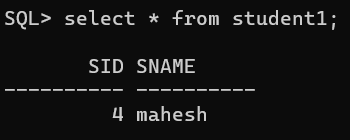 SQL> select * from student1;
SID SNAME
---------- ----------
4 mahesh